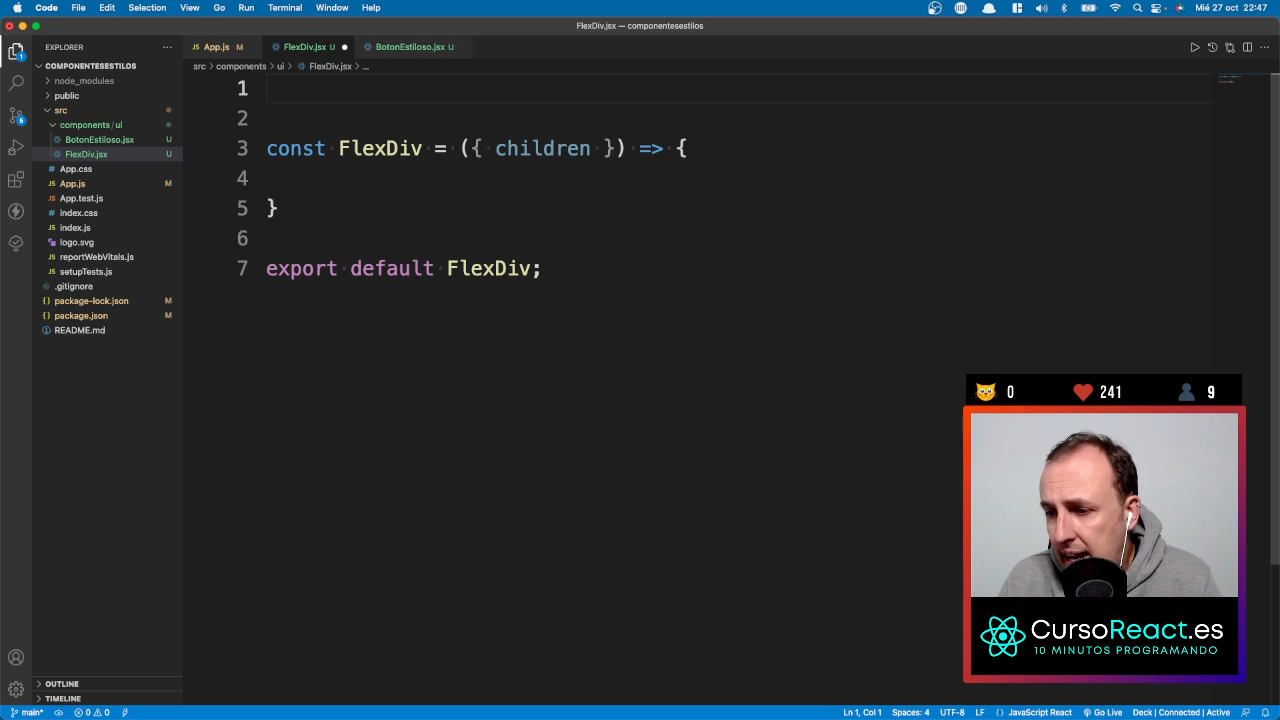 Code File Edit Selection View Go Run Terminal Window Help Mié 27 oct 22:47
FlexDiv.jsx — componentesestilos
EXPLORER
App.js M
FlexDiv.jsx U
BotonEstiloso.jsx U
src > components > ui > FlexDiv.jsx > ...
COMPONENTESESTILOS
node_modules
public
src
components / ui
BotonEstiloso.jsx U
FlexDiv.jsx U
App.css
App.js M
App.test.js
index.css
index.js
logo.svg
reportWebVitals.js
setupTests.js
.gitignore
package-lock.json M
package.json M
README.md
OUTLINE
TIMELINE
1
2
3 const FlexDiv = ({ children }) => {
4
5 }
6
7 export default FlexDiv;
0 241 9
CursoReact.es
10 MINUTOS PROGRAMANDO
main* 0 0 Ln 1, Col 1 Spaces: 4 UTF-8 LF JavaScript React Go Live Deck | Connected | Active